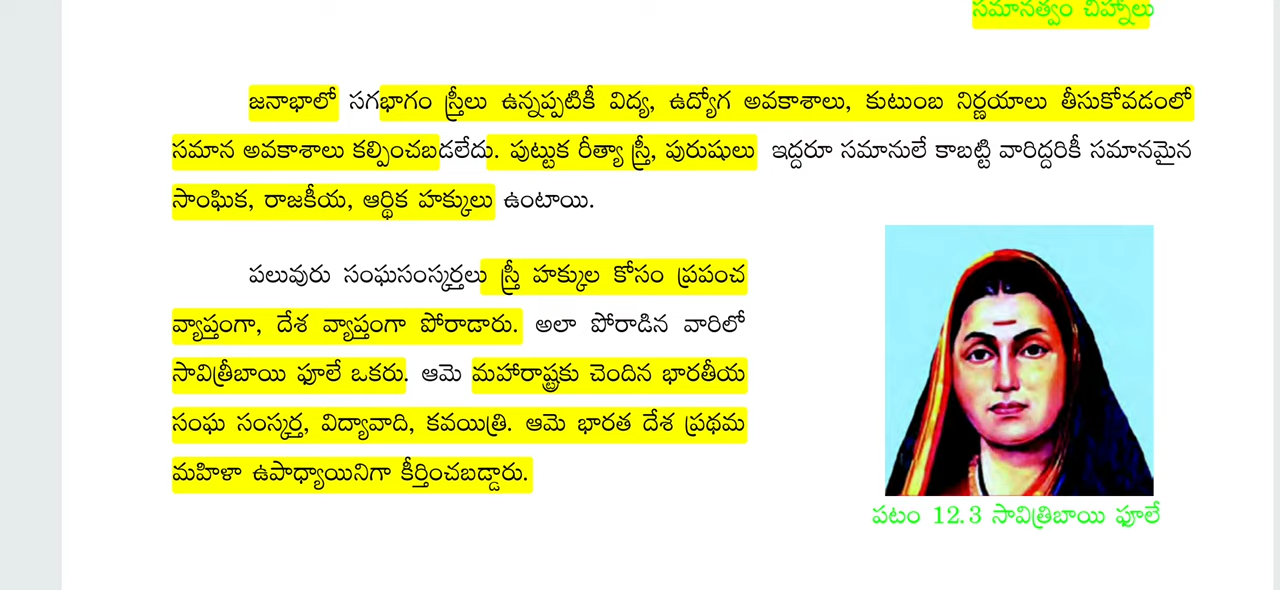 సమానత్వం చిహ్నాలు
జనాభాలో సగభాగం స్త్రీలు ఉన్నప్పటికీ విద్య, ఉద్యోగ అవకాశాలు, కుటుంబ నిర్ణయాలు తీసుకోవడంలో
సమాన అవకాశాలు కల్పించబడలేదు. పుట్టుక రీత్యా స్త్రీ, పురుషులు ఇద్దరూ సమానులే కాబట్టి వారిద్దరికీ సమానమైన
సాంఘిక, రాజకీయ, ఆర్థిక హక్కులు ఉంటాయి.
పలువురు సంఘసంస్కర్తలు స్త్రీ హక్కుల కోసం ప్రపంచ
వ్యాప్తంగా, దేశ వ్యాప్తంగా పోరాడారు. అలా పోరాడిన వారిలో
సావిత్రీబాయి ఫూలే ఒకరు. ఆమె మహారాష్ట్రకు చెందిన భారతీయ
సంఘ సంస్కర్త, విద్యావాది, కవయిత్రి. ఆమె భారత దేశ ప్రథమ
మహిళా ఉపాధ్యాయినిగా కీర్తించబడ్డారు.
పటం 12.3 సావిత్రిబాయి ఫూలే